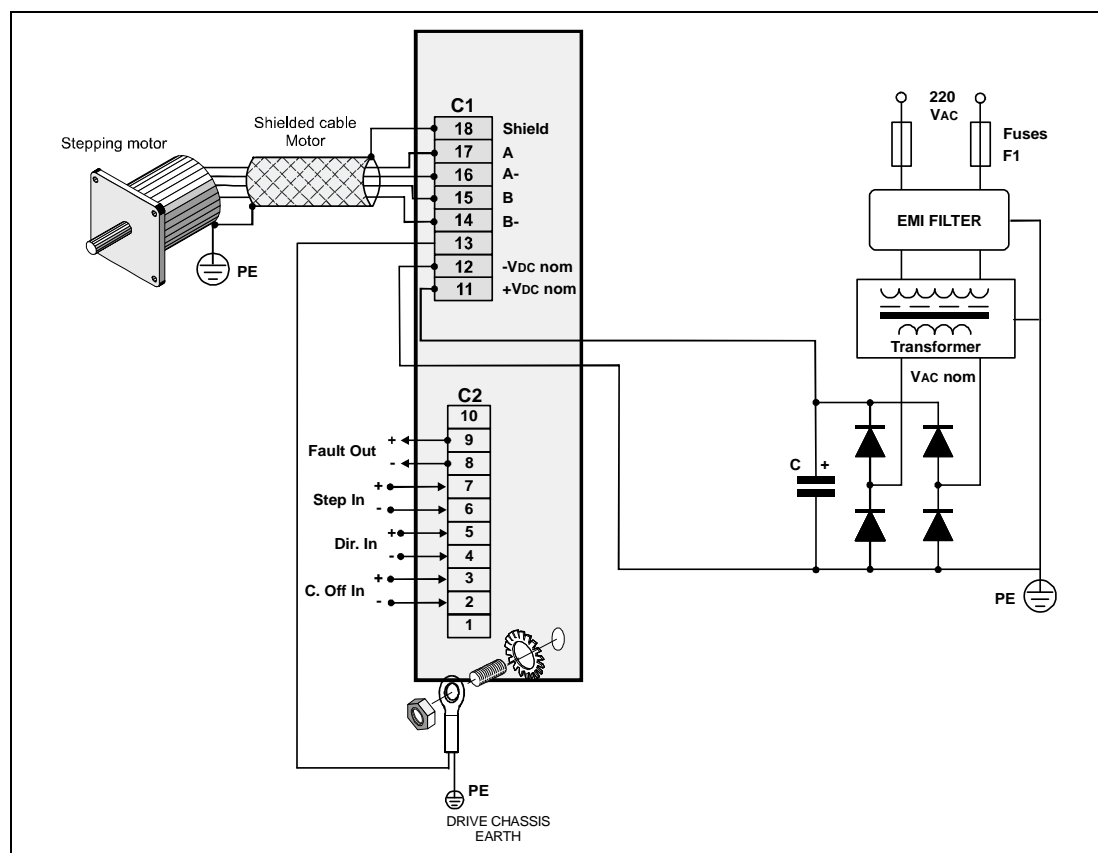 Stepping motor
Shielded cable
Motor
PE
C1
18 Shield
17 A
16 A-
15 B
14 B-
13
12 -VDC nom
11 +VDC nom
C2
10
Fault Out + 9
- 8
Step In + 7
- 6
Dir. In + 5
- 4
C. Off In + 3
- 2
1
PE
DRIVE CHASSIS
EARTH
220
VAC
Fuses
F1
EMI FILTER
Transformer
VAC nom
C +
PE